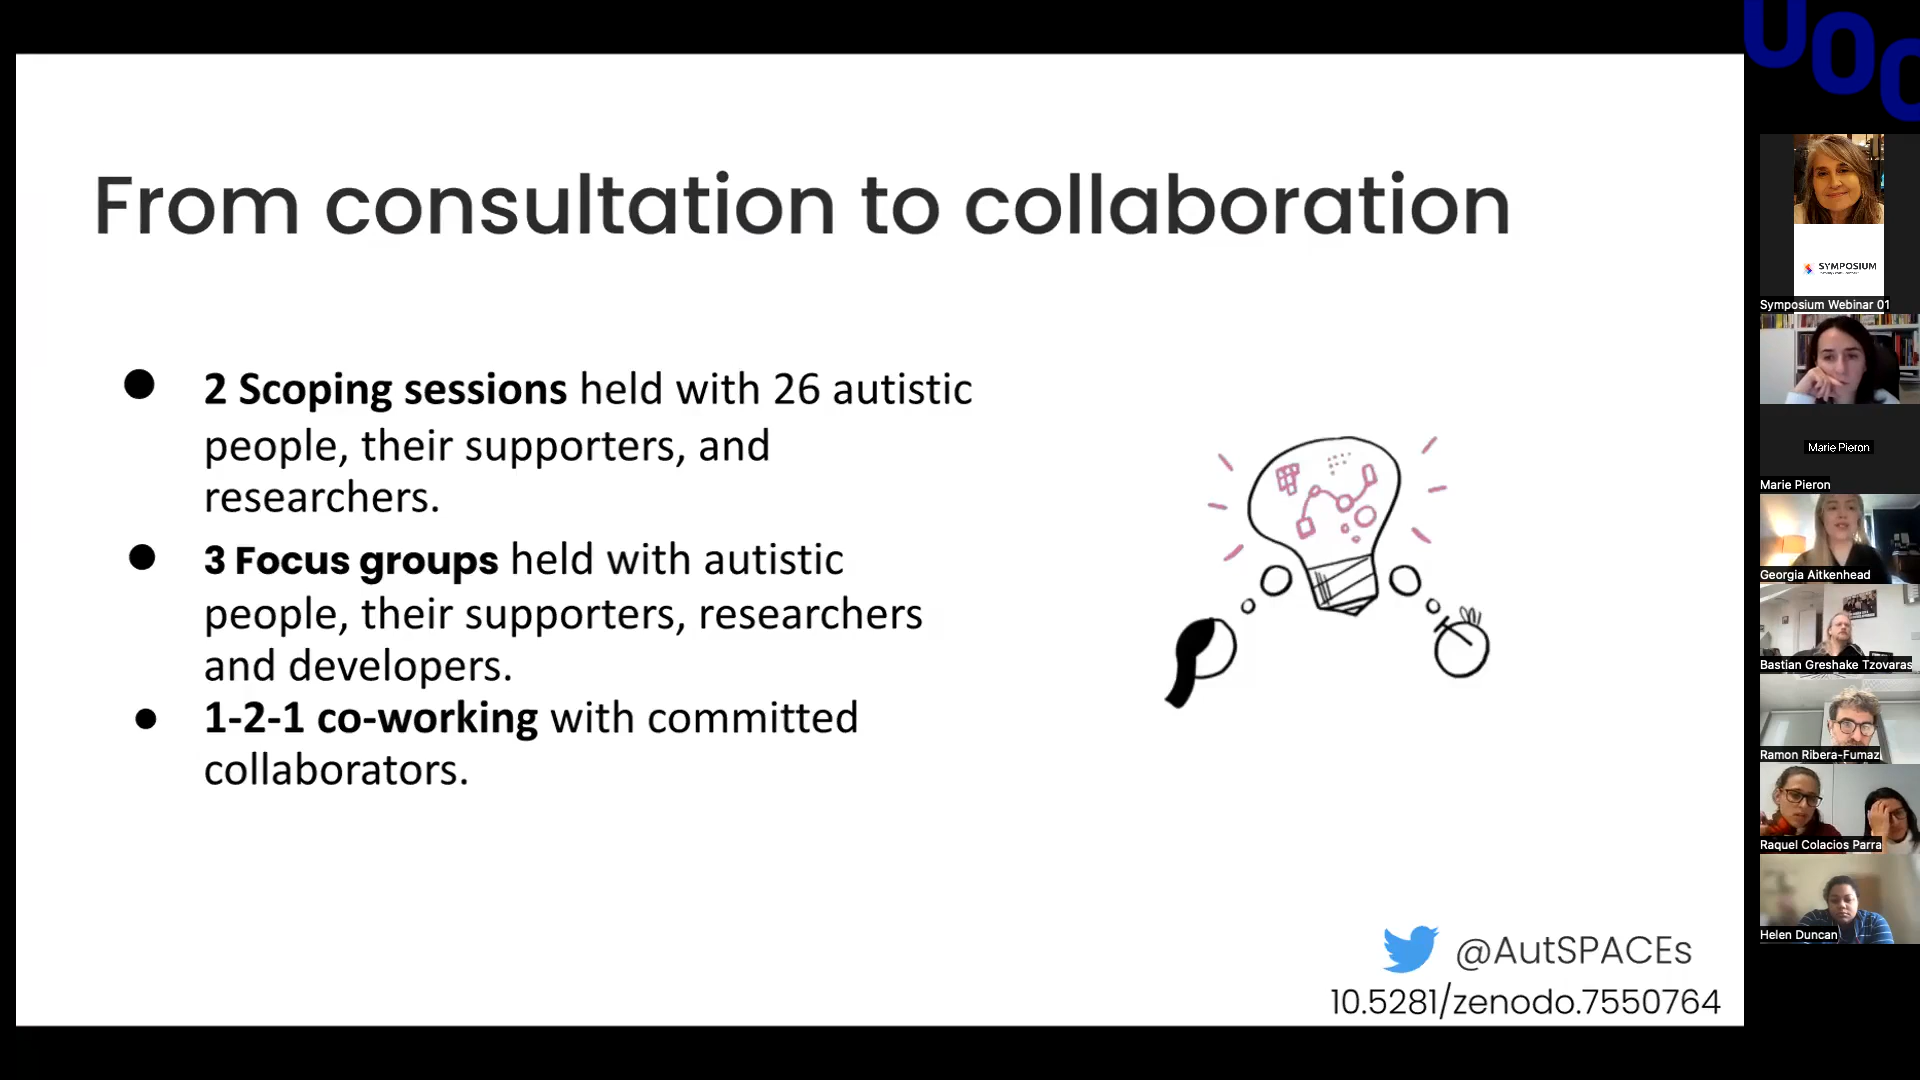 From consultation to collaboration
● 2 Scoping sessions held with 26 autistic
people, their supporters, and
researchers.
● 3 Focus groups held with autistic
people, their supporters, researchers
and developers.
● 1-2-1 co-working with committed
collaborators.
@AutSPACEs
10.5281/zenodo.7550764
UOC
SYMPOSIUM
Symposium Webinar 01
Marie Pieron
Marie Pieron
Georgia Aitkenhead
Bastian Greshake Tzovaras
Ramon Ribera-Fumaz
Raquel Colacios Parra
Helen Duncan